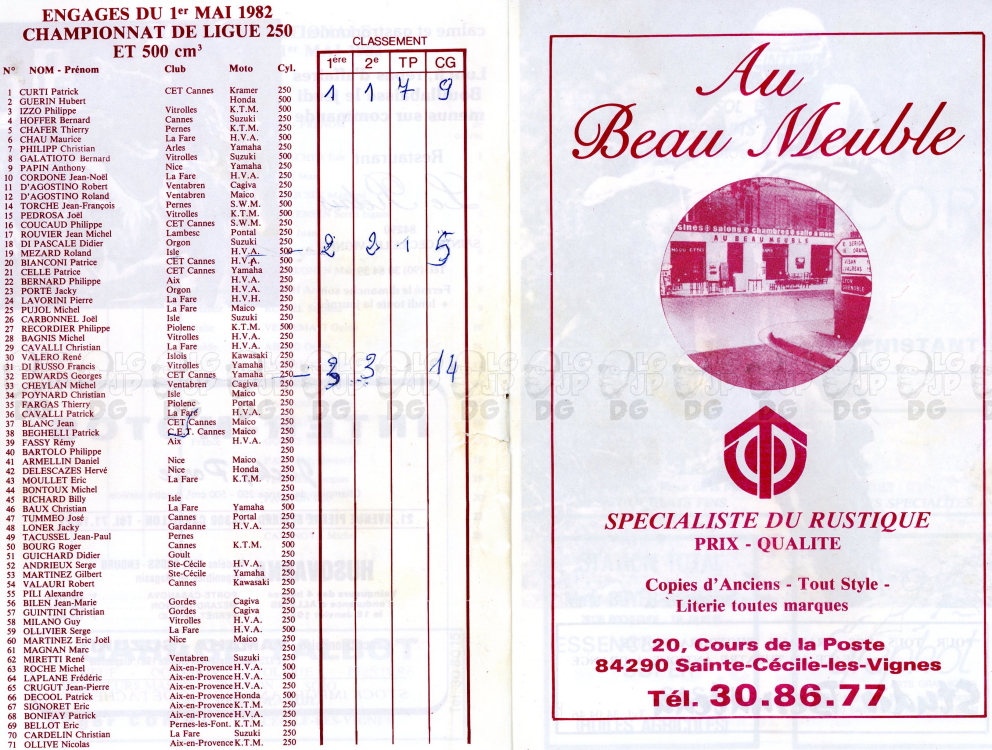 ENGAGES DU 1er MAI 1982
CHAMPIONNAT DE LIGUE 250
ET 500 cm³
CLASSEMENT
N° NOM - Prénom Club Moto Cyl. 1ère 2e TP CG
1 CURTI Patrick CET Cannes Kramer 250 1 1 7 9
2 GUERIN Hubert Honda 500
3 IZZO Philippe Vitrolles K.T.M. 500
4 HOFFER Bernard Cannes Suzuki 250
5 CHAFER Thierry Pernes K.T.M. 250
6 CHAU Maurice La Fare H.V.A. 500
7 PHILIPP Christian Arles Yamaha 250
8 GALATIOTO Bernard Vitrolles Suzuki 500
9 PAPIN Anthony Nice Yamaha 500
10 CORDONE Jean-Noël La Fare H.V.A. 250
11 D'AGOSTINO Robert Ventabren Cagiva 250
12 D'AGOSTINO Roland Ventabren Maico 250
14 TORCHE Jean-François Pernes S.W.M. 500
15 PEDROSA Joël Vitrolles K.T.M. 500
16 COUCAUD Philippe CET Cannes S.W.M. 250
17 ROUVIER Jean Michel Lambesc Pontal 250
18 DI PASCALE Didier Orgon Suzuki 250
19 MEZARD Roland Isle H.V.A. 500 2 2 1 5
20 BIANCONI Patrice CET Cannes H.V.A. 500
21 CELLE Patrice CET Cannes Yamaha 250
22 BERNARD Philippe Aix H.V.A. 250
23 PORTE Jacky Orgon H.V.A. 250
24 LAVORINI Pierre La Fare H.V.H. 250
25 PUJOL Michel La Fare Maico 250
26 CARBONNEL Joël Isle Suzuki 250
27 RECORDIER Philippe Piolenc K.T.M. 500
28 BAGNIS Michel Vitrolles H.V.A. 250
29 CAVALLI Christian La Fare H.V.A. 250
30 VALERO René Islois Kawasaki 250
31 DI RUSSO Francis Vitrolles Yamaha 250
32 EDWARDS Georges CET Cannes Yamaha 250 3 3 14
33 CHEYLAN Michel Ventabren Cagiva 250
34 POYNARD Christian Isle Maico 250
35 FARGAS Thierry Piolenc Portal 250
36 CAVALLI Patrick La Fare H.V.A. 250
37 BLANC Jean CET Cannes Maico 250
38 BEGHELLI Patrick C.E.T. Cannes Maico 250
39 FASSY Rémy Aix H.V.A. 250
40 BARTOLO Philippe 250
41 ARMELLIN Daniel Nice Maico 250
42 DELESCAZES Hervé Nice Honda 250
43 MOULLET Eric La Fare K.T.M. 250
44 BONTOUX Michel 250
45 RICHARD Billy Isle 250
46 BAUX Christian La Fare Yamaha 500
47 TUMMEO José Cannes Portal 250
48 LONER Jacky Gardanne H.V.A. 250
49 TACUSSEL Jean-Paul Pernes 250
50 BOURG Roger Cannes K.T.M. 500
51 GUICHARD Didier Goult 250
52 ANDRIEUX Serge Ste-Cécile H.V.A. 250
53 MARTINEZ Gilbert Ste-Cécile Yamaha 250
54 VALAURI Robert Cannes Kawasaki 250
55 PILI Alexandre 250
56 BILEN Jean-Marie Gordes Cagiva 250
57 GUINTINI Christian Gordes Cagiva 250
58 MILANO Guy Vitrolles H.V.A. 250
59 OLLIVIER Serge La Fare H.V.A. 250
60 MARTINEZ Eric Joël Nice Maico 250
61 MAGNAN Marc 250
62 MIRETTI René Ventabren Suzuki 250
63 ROCHE Michel Aix-en-Provence H.V.A. 500
64 LAPLANE Frédéric Aix-en-Provence H.V.A. 250
65 CRUGUT Jean-Pierre Aix-en-Provence H.V.A. 250
66 DECOOL Patrick Aix-en-Provence Honda 500
67 SIGNORET Eric Aix-en-Provence K.T.M. 250
68 BONIFAY Patrick Aix-en-Provence H.V.A. 250
69 BELLOT Eric Pernes-les-Font. K.T.M. 250
70 CARDELIN Christian La Fare Suzuki 250
71 OLLIVE Nicolas Aix-en-Provence K.T.M. 250
Au
Beau Meuble
AU BEAU MEUBLE
SPECIALISTE DU RUSTIQUE
PRIX - QUALITE
Copies d'Anciens - Tout Style -
Literie toutes marques
20, Cours de la Poste
84290 Sainte-Cécile-les-Vignes
Tél. 30.86.77